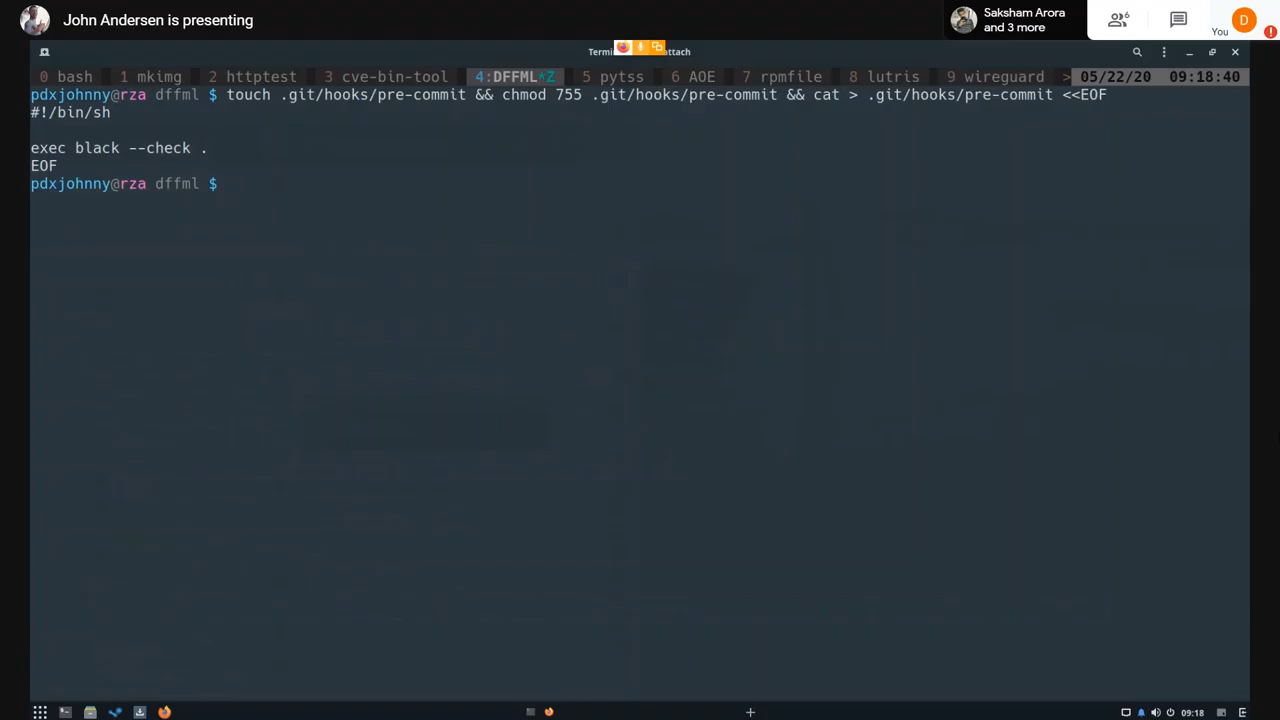 John Andersen is presenting
Saksham Arora
and 3 more
6
You
D
Termi
attach
0 bash 1 mkimg 2 httptest 3 cve-bin-tool 4:DFFML*Z 5 pytss 6 AOE 7 rpmfile 8 lutris 9 wireguard > 05/22/20 09:18:40
pdxjohnny@rza dffml $ touch .git/hooks/pre-commit && chmod 755 .git/hooks/pre-commit && cat > .git/hooks/pre-commit <<EOF
#!/bin/sh
exec black --check .
EOF
pdxjohnny@rza dffml $
09:18